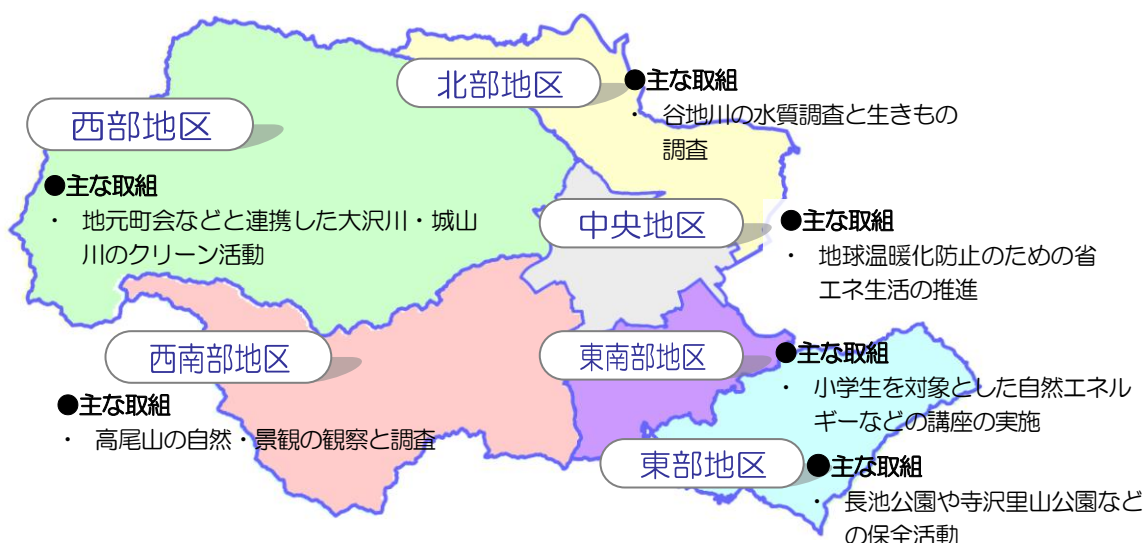 北部地区
●主な取組
・ 谷地川の水質調査と生きもの
調査
西部地区
●主な取組
・ 地元町会などと連携した大沢川・城山
川のクリーン活動
中央地区
●主な取組
・ 地球温暖化防止のための省
エネ生活の推進
西南部地区
●主な取組
・ 高尾山の自然・景観の観察と調査
東南部地区
●主な取組
・ 小学生を対象とした自然エネル
ギーなどの講座の実施
東部地区
●主な取組
・ 長池公園や寺沢里山公園など
の保全活動